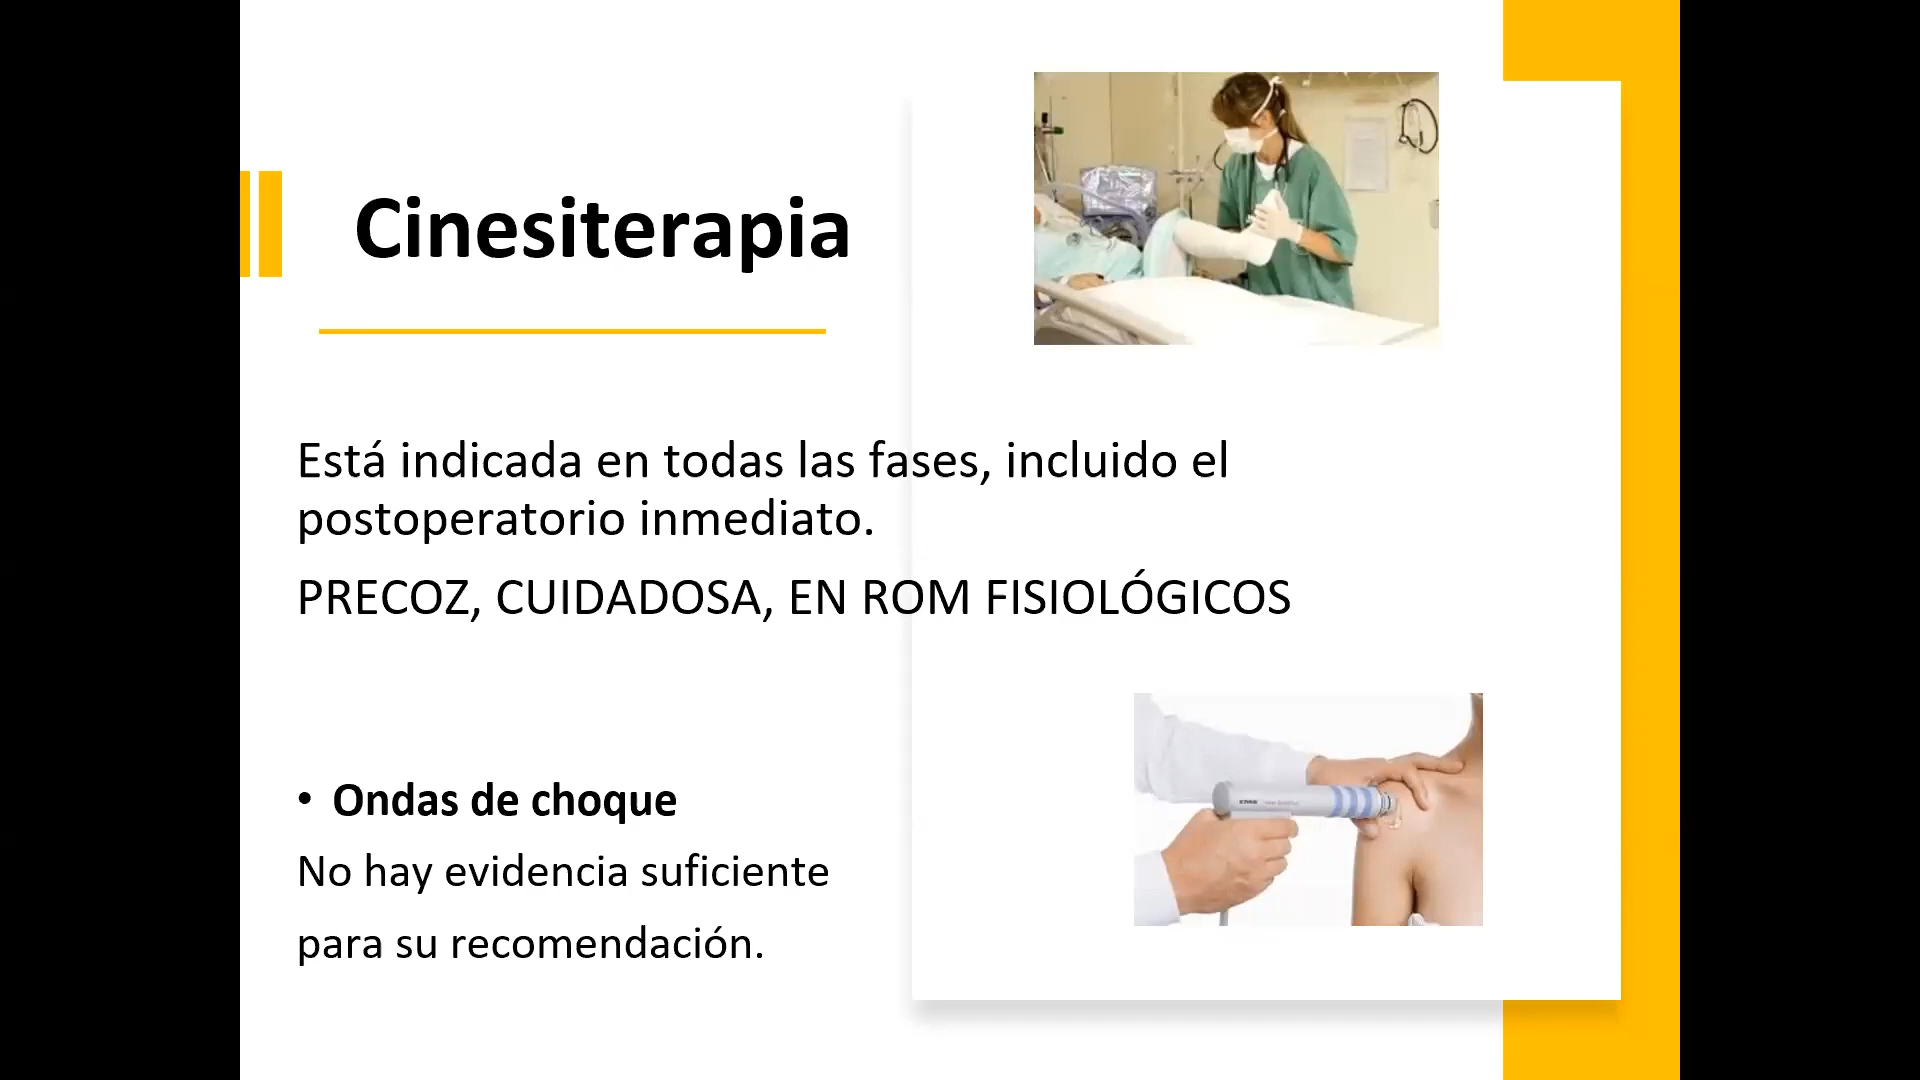 Cinesiterapia
Está indicada en todas las fases, incluido el
postoperatorio inmediato.
PRECOZ, CUIDADOSA, EN ROM FISIOLÓGICOS
• Ondas de choque
No hay evidencia suficiente
para su recomendación.